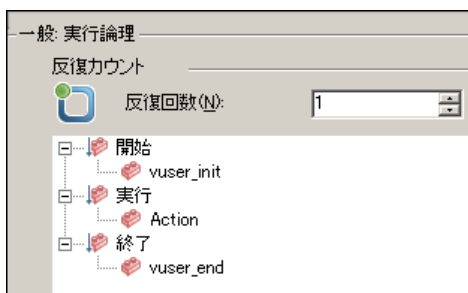 一般: 実行論理
反復カウント
反復回数(N): 1
開始
vuser_init
実行
Action
終了
vuser_end